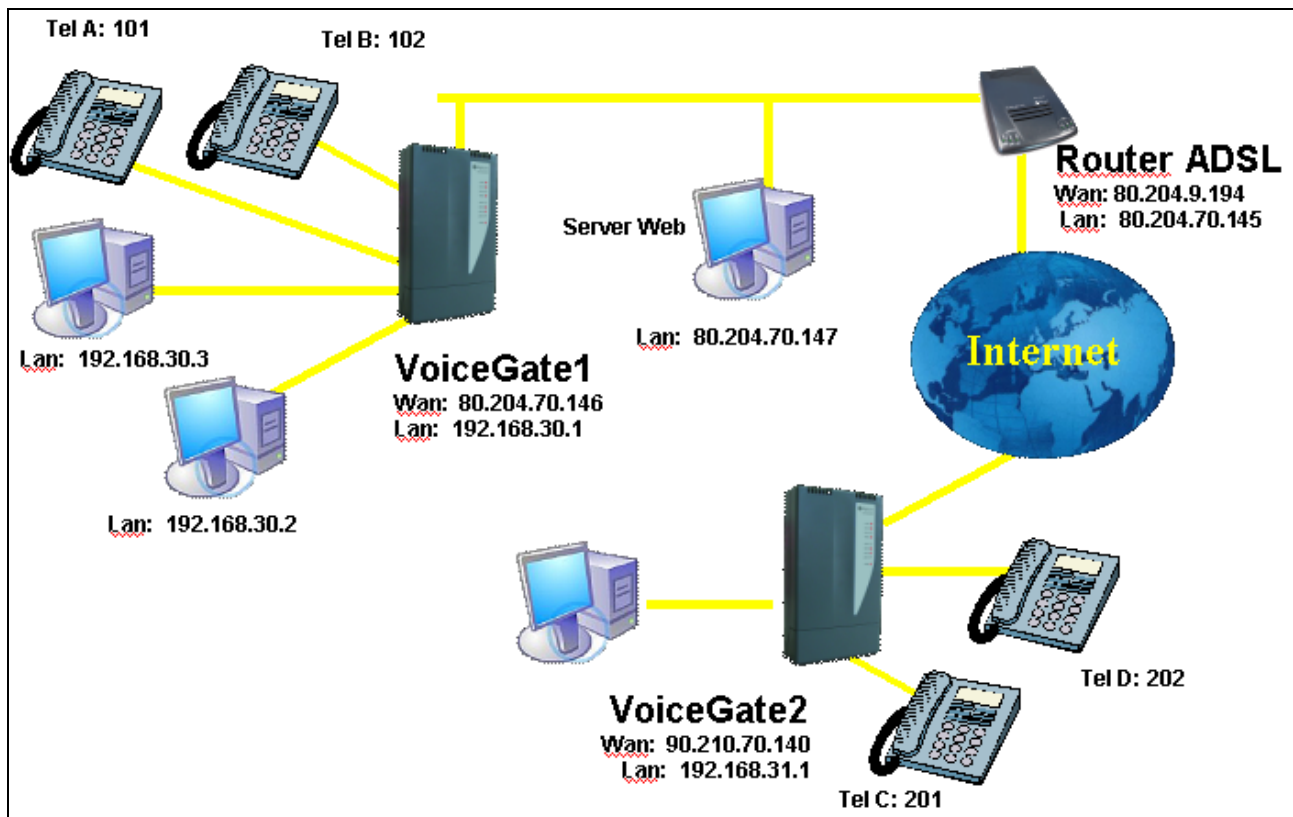 Tel A: 101
Tel B: 102
Router ADSL
Wan: 80.204.9.194
Lan: 80.204.70.145
Server Web
Lan: 80.204.70.147
Lan: 192.168.30.3
VoiceGate1
Wan: 80.204.70.146
Lan: 192.168.30.1
Internet
Lan: 192.168.30.2
VoiceGate2
Wan: 90.210.70.140
Lan: 192.168.31.1
Tel D: 202
Tel C: 201